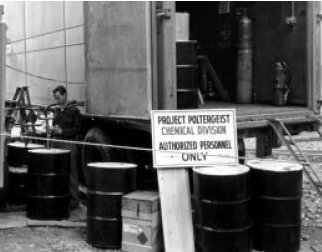 PROJECT POLTERGEIST
CHEMICAL DIVISION
AUTHORIZED PERSONNEL
ONLY